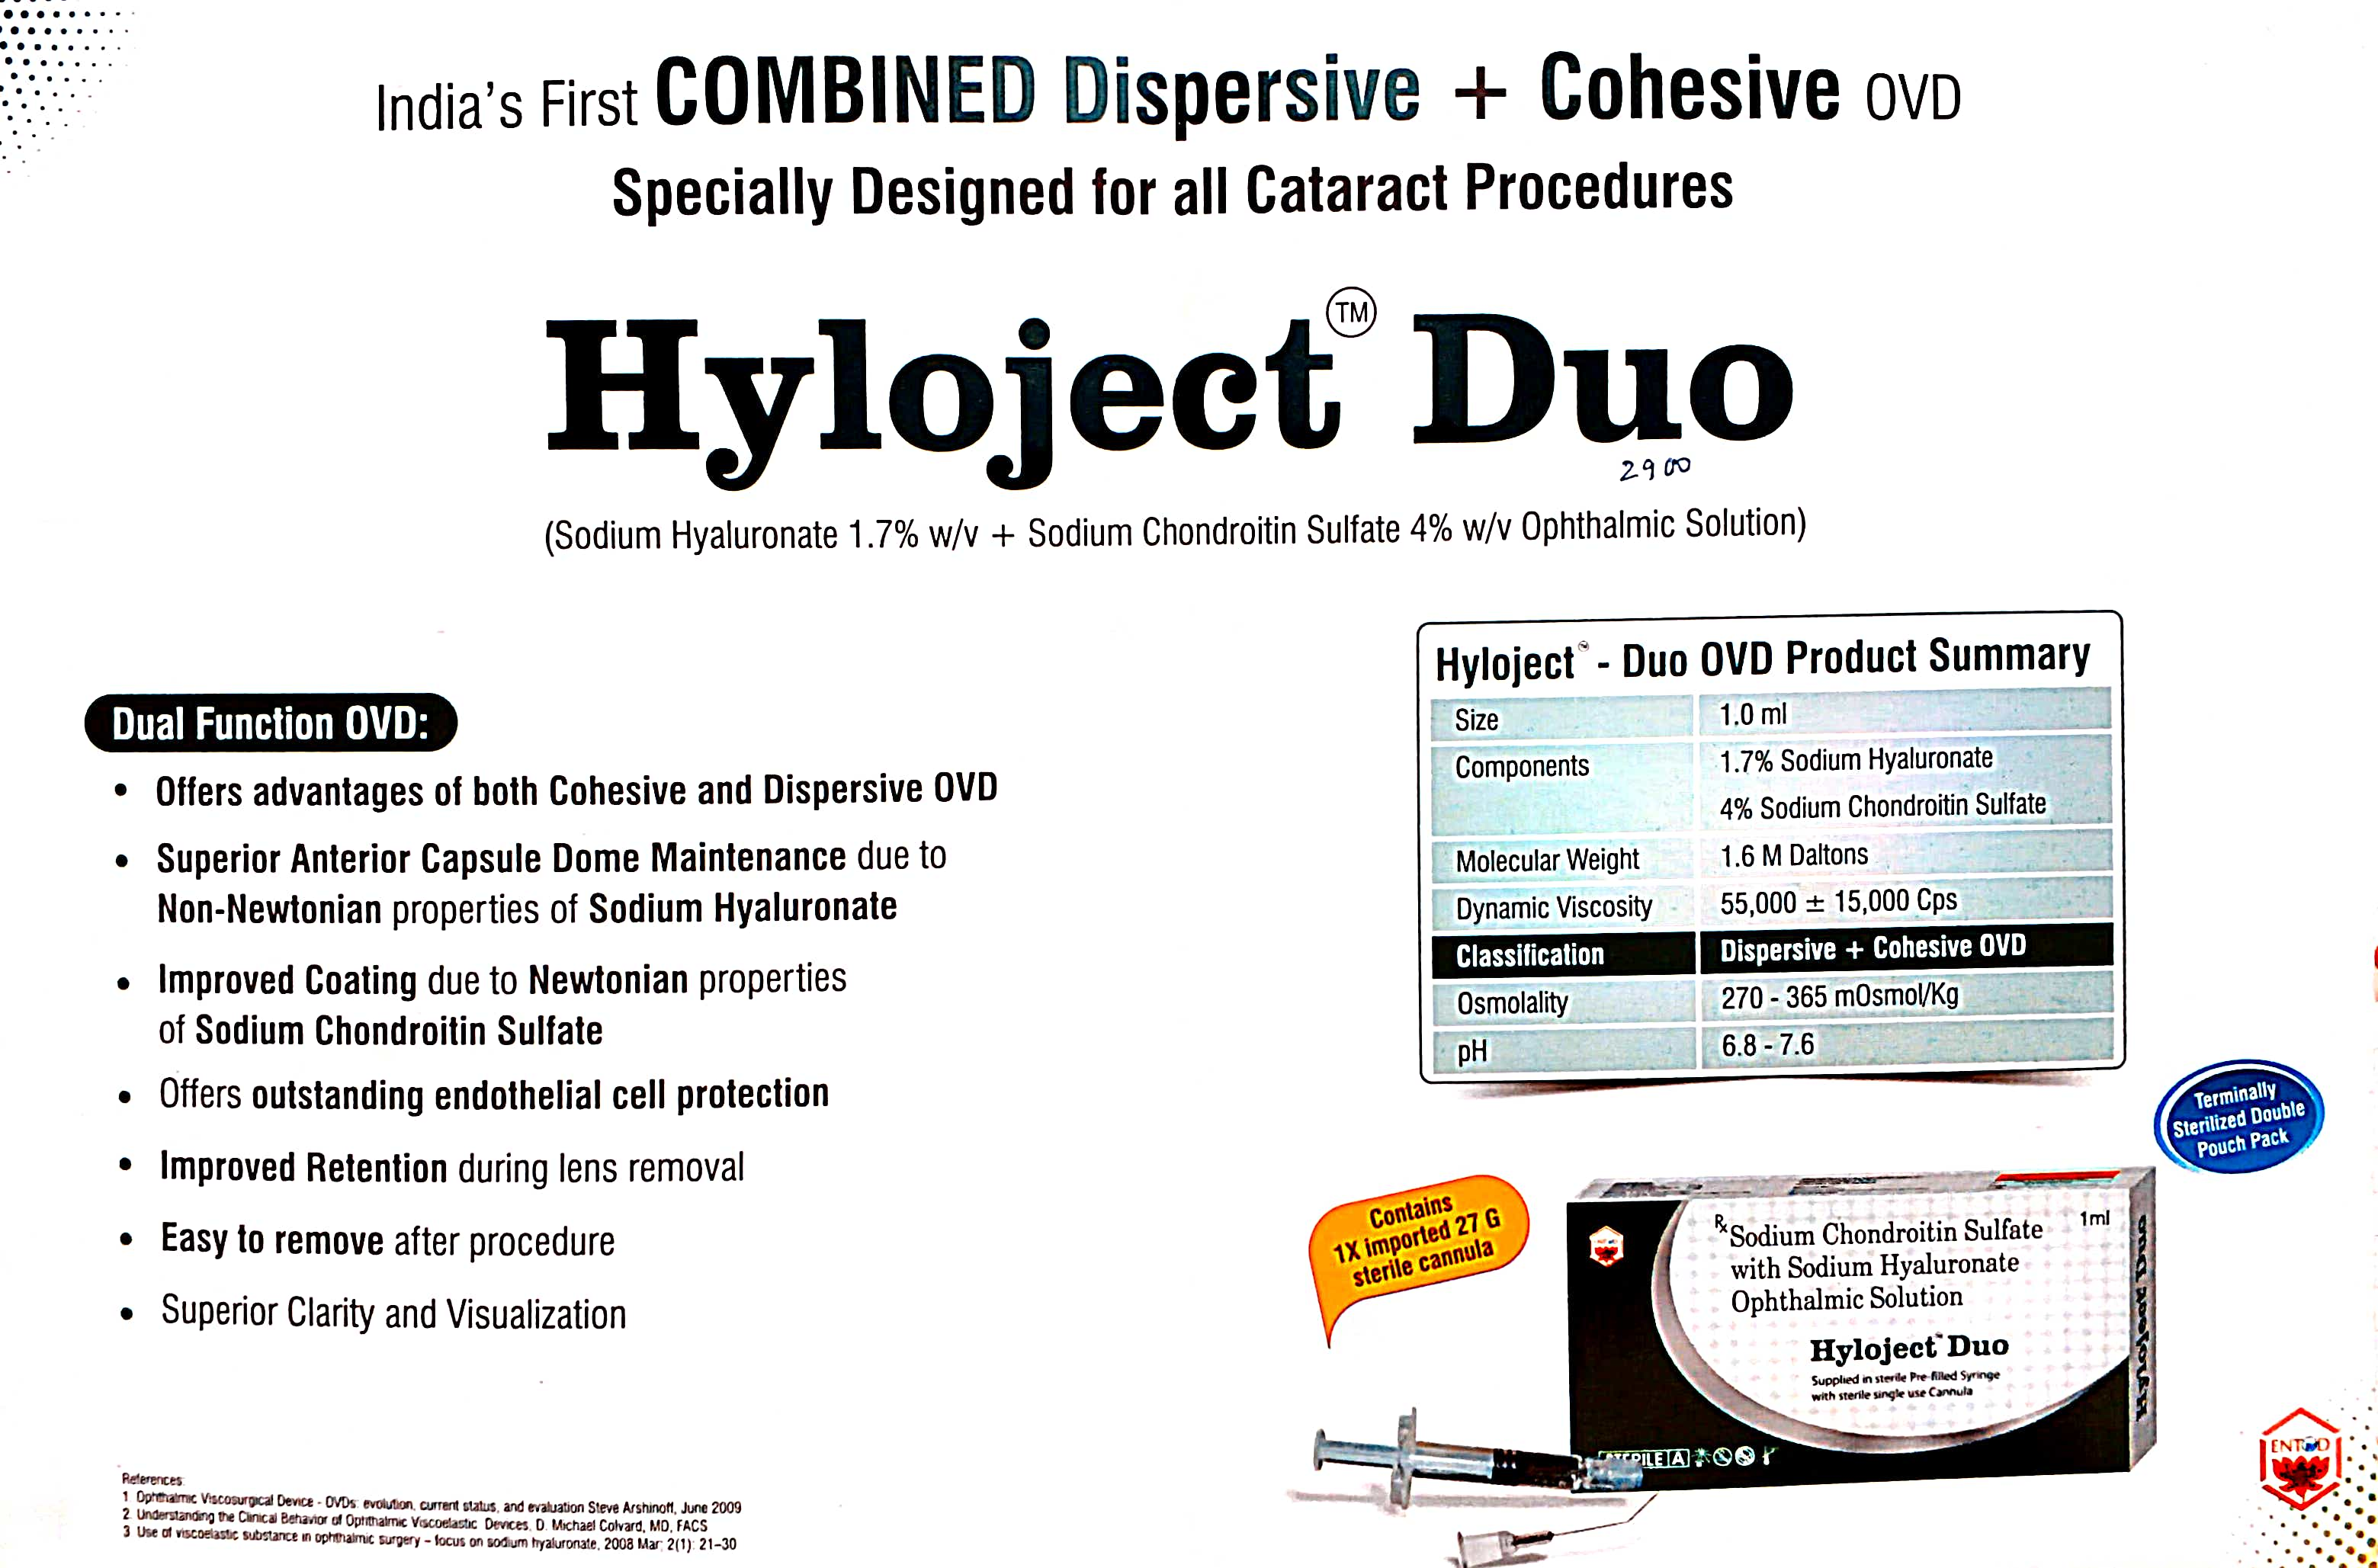 India's First COMBINED Dispersive + Cohesive OVD
Specially Designed for all Cataract Procedures
Hyloject™ Duo
2900
(Sodium Hyaluronate 1.7% w/v + Sodium Chondroitin Sulfate 4% w/v Ophthalmic Solution)
Dual Function OVD:
• Offers advantages of both Cohesive and Dispersive OVD
• Superior Anterior Capsule Dome Maintenance due to
Non-Newtonian properties of Sodium Hyaluronate
• Improved Coating due to Newtonian properties
of Sodium Chondroitin Sulfate
• Offers outstanding endothelial cell protection
• Improved Retention during lens removal
• Easy to remove after procedure
• Superior Clarity and Visualization
Hyloject - Duo OVD Product Summary
Size 1.0 ml
Components 1.7% Sodium Hyaluronate
4% Sodium Chondroitin Sulfate
Molecular Weight 1.6 M Daltons
Dynamic Viscosity 55,000 ± 15,000 Cps
Classification Dispersive + Cohesive OVD
Osmolality 270 - 365 mOsmol/Kg
pH 6.8 - 7.6
Terminally
Sterilized Double
Pouch Pack
Contains
1X imported 27 G
sterile cannula
Rx Sodium Chondroitin Sulfate 1ml
with Sodium Hyaluronate
Ophthalmic Solution
Hyloject™ Duo
Supplied in sterile Pre-filled Syringe
with sterile single use Cannula
Hyloject Duo
STERILE A
ENTOD
References:
1 Ophthalmic Viscosurgical Device - OVDs: evolution, current status, and evaluation Steve Arshinoff, June 2009
2 Understanding the Clinical Behavior of Ophthalmic Viscoelastic Devices, D. Michael Colvard, MD, FACS
3 Use of viscoelastic substance in ophthalmic surgery – focus on sodium hyaluronate, 2008 Mar; 2(1): 21–30